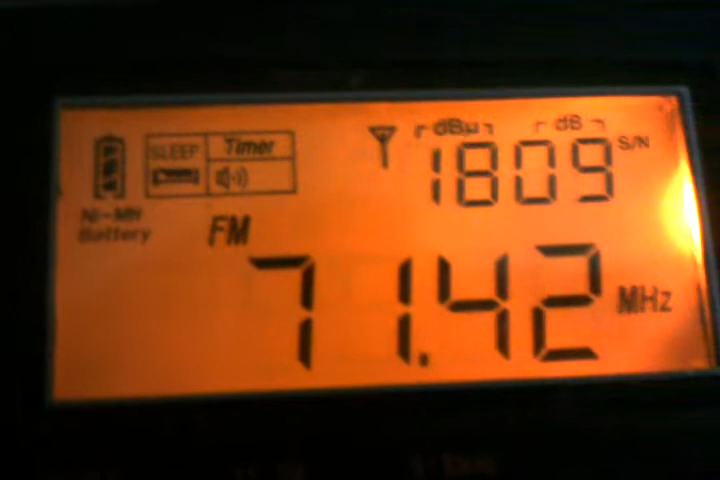 SLEEP Timer dBµ dB
1809 S/N
Ni-MH
Battery
FM
71.42 MHz